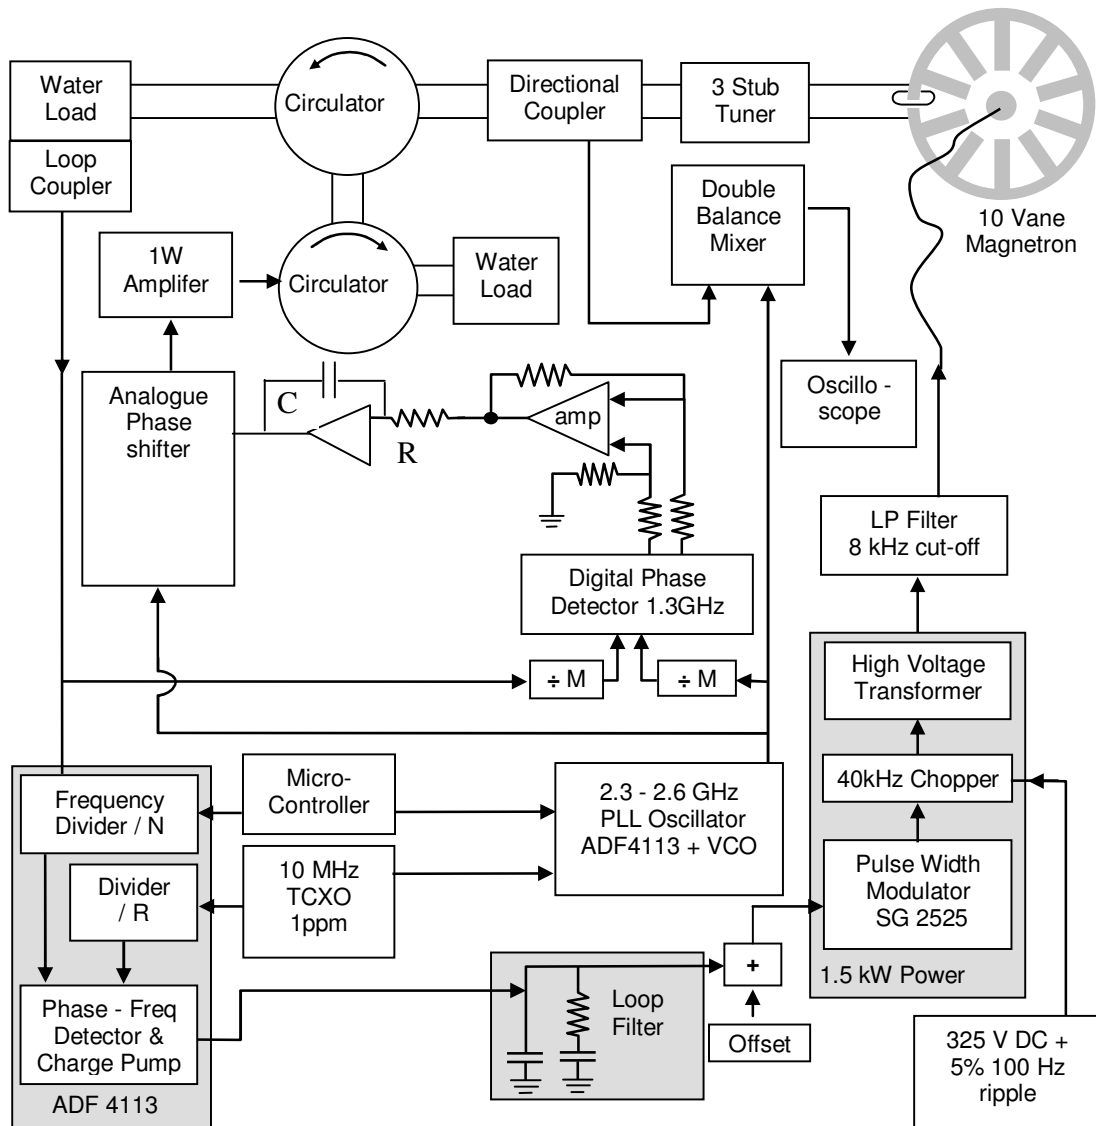 Water
Load
Loop
Coupler
Circulator
Directional
Coupler
3 Stub
Tuner
10 Vane
Magnetron
Double
Balance
Mixer
1W
Amplifer
Circulator
Water
Load
Oscillo -
scope
Analogue
Phase
shifter
C
R
amp
LP Filter
8 kHz cut-off
Digital Phase
Detector 1.3GHz
÷ M
÷ M
High Voltage
Transformer
40kHz Chopper
Pulse Width
Modulator
SG 2525
1.5 kW Power
Frequency
Divider / N
Micro-
Controller
2.3 - 2.6 GHz
PLL Oscillator
ADF4113 + VCO
Divider
/ R
10 MHz
TCXO
1ppm
Phase - Freq
Detector &
Charge Pump
ADF 4113
Loop
Filter
+
Offset
325 V DC +
5% 100 Hz
ripple